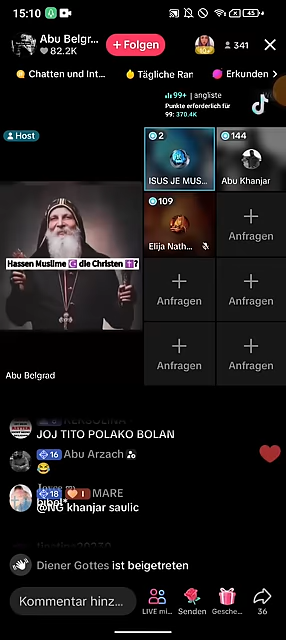 15:10
45
Abu Belgr...
82.2K
+ Folgen
341
Chatten und Int...
Tägliche Ran
Erkunden
99+ | angliste
Punkte erforderlich für
99: 370.4K
Host
2
ISUS JE MUS...
144
Abu Khanjar
Hassen Muslime die Christen ?
109
Elija Nath...
Anfragen
Anfragen
Anfragen
Anfragen
Anfragen
Abu Belgrad
JOJ TITO POLAKO BOLAN
16 Abu Arzach
😂
18 I MARE
@NG khanjar saulic
Diener Gottes ist beigetreten
Kommentar hinz...
LIVE mi...
Senden
Gesche...
36